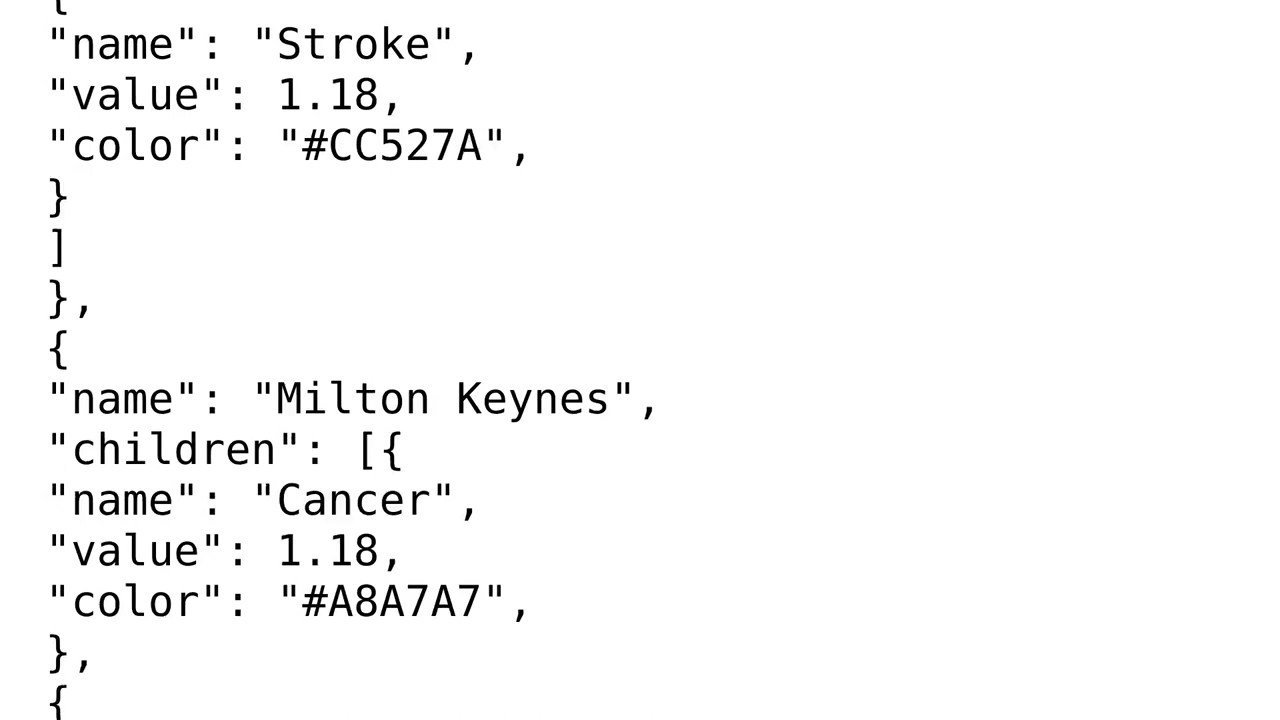 {
"name": "Stroke",
"value": 1.18,
"color": "#CC527A",
}
]
},
{
"name": "Milton Keynes",
"children": [{
"name": "Cancer",
"value": 1.18,
"color": "#A8A7A7",
},
{